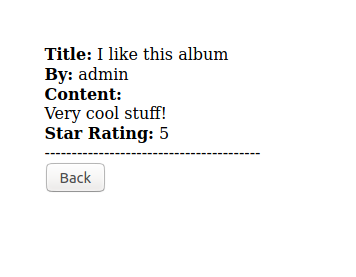 Title: I like this album
By: admin
Content:
Very cool stuff!
Star Rating: 5
----------------------------------------
Back